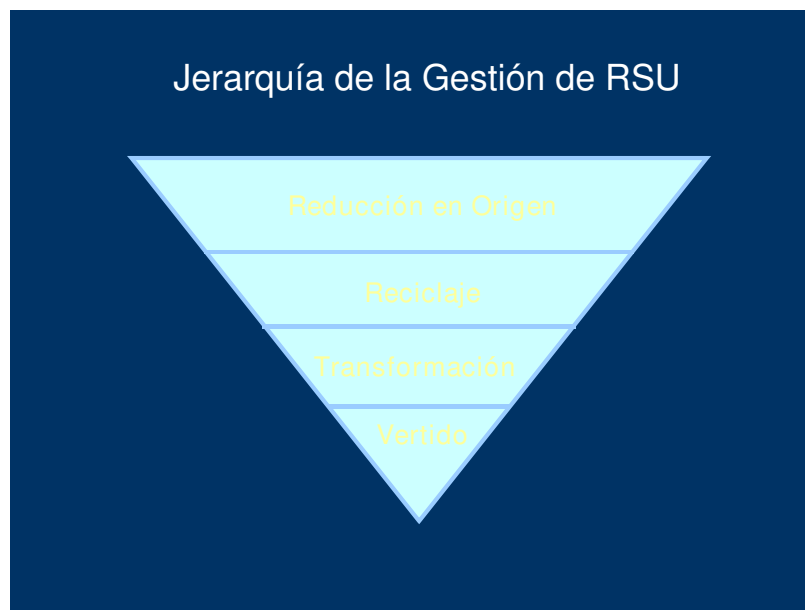 Jerarquía de la Gestión de RSU
Reducción en Origen
Reciclaje
Transformación
Vertido